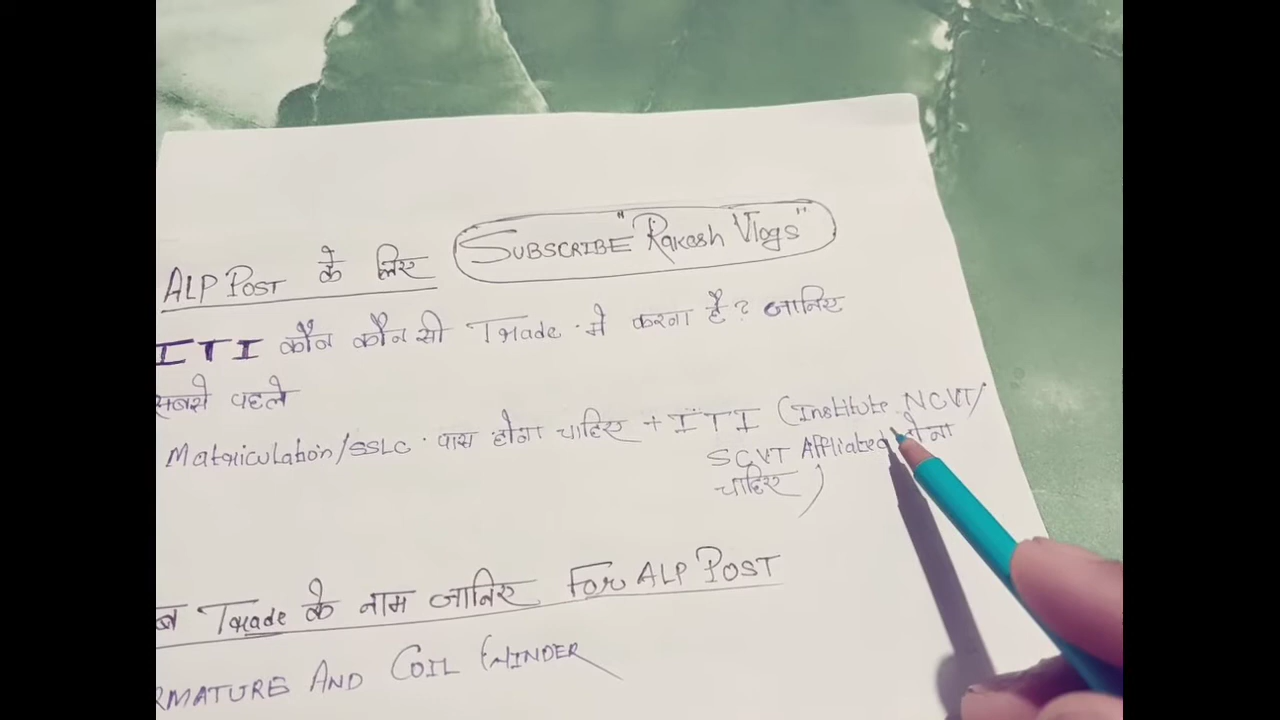 SUBSCRIBE "Rakesh Vlogs"
ALP POST के लिए
ITI कौन कौन सी Trade में करना है? जानिए
सबसे पहले
Matriculation/SSLC पास होना चाहिए + ITI (Institute NCVT/
SCVT Affliated होना
चाहिए)
Trade के नाम जानिए For ALP POST
RMATURE AND COIL WINDER